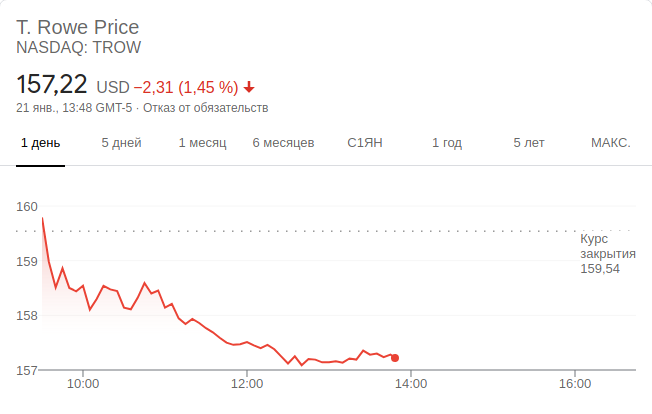 T. Rowe Price
NASDAQ: TROW
157,22 USD −2,31 (1,45 %)
21 янв., 13:48 GMT-5 · Отказ от обязательств
1 день 5 дней 1 месяц 6 месяцев С1ЯН 1 год 5 лет МАКС.
160
Курс
закрытия
159,54
159
158
157
10:00 12:00 14:00 16:00